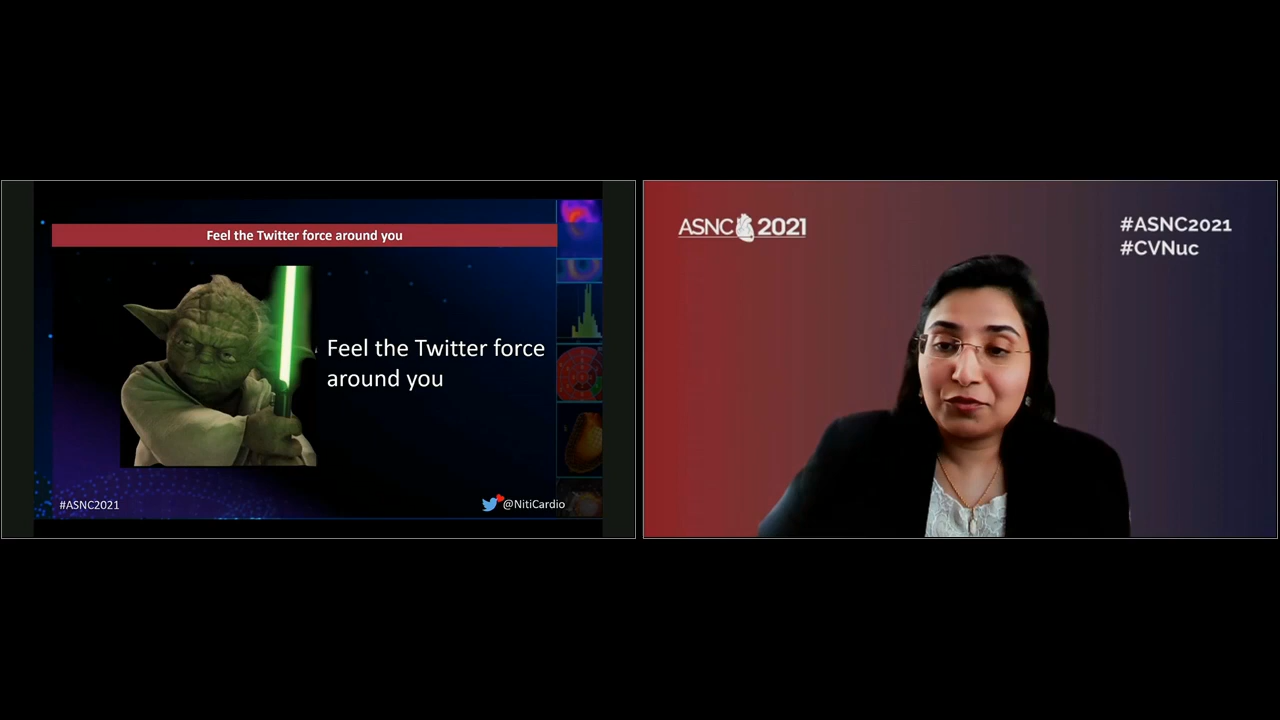 Feel the Twitter force around you
Feel the Twitter force
around you
#ASNC2021
@NitiCardio
ASNC 2021
#ASNC2021
#CVNuc